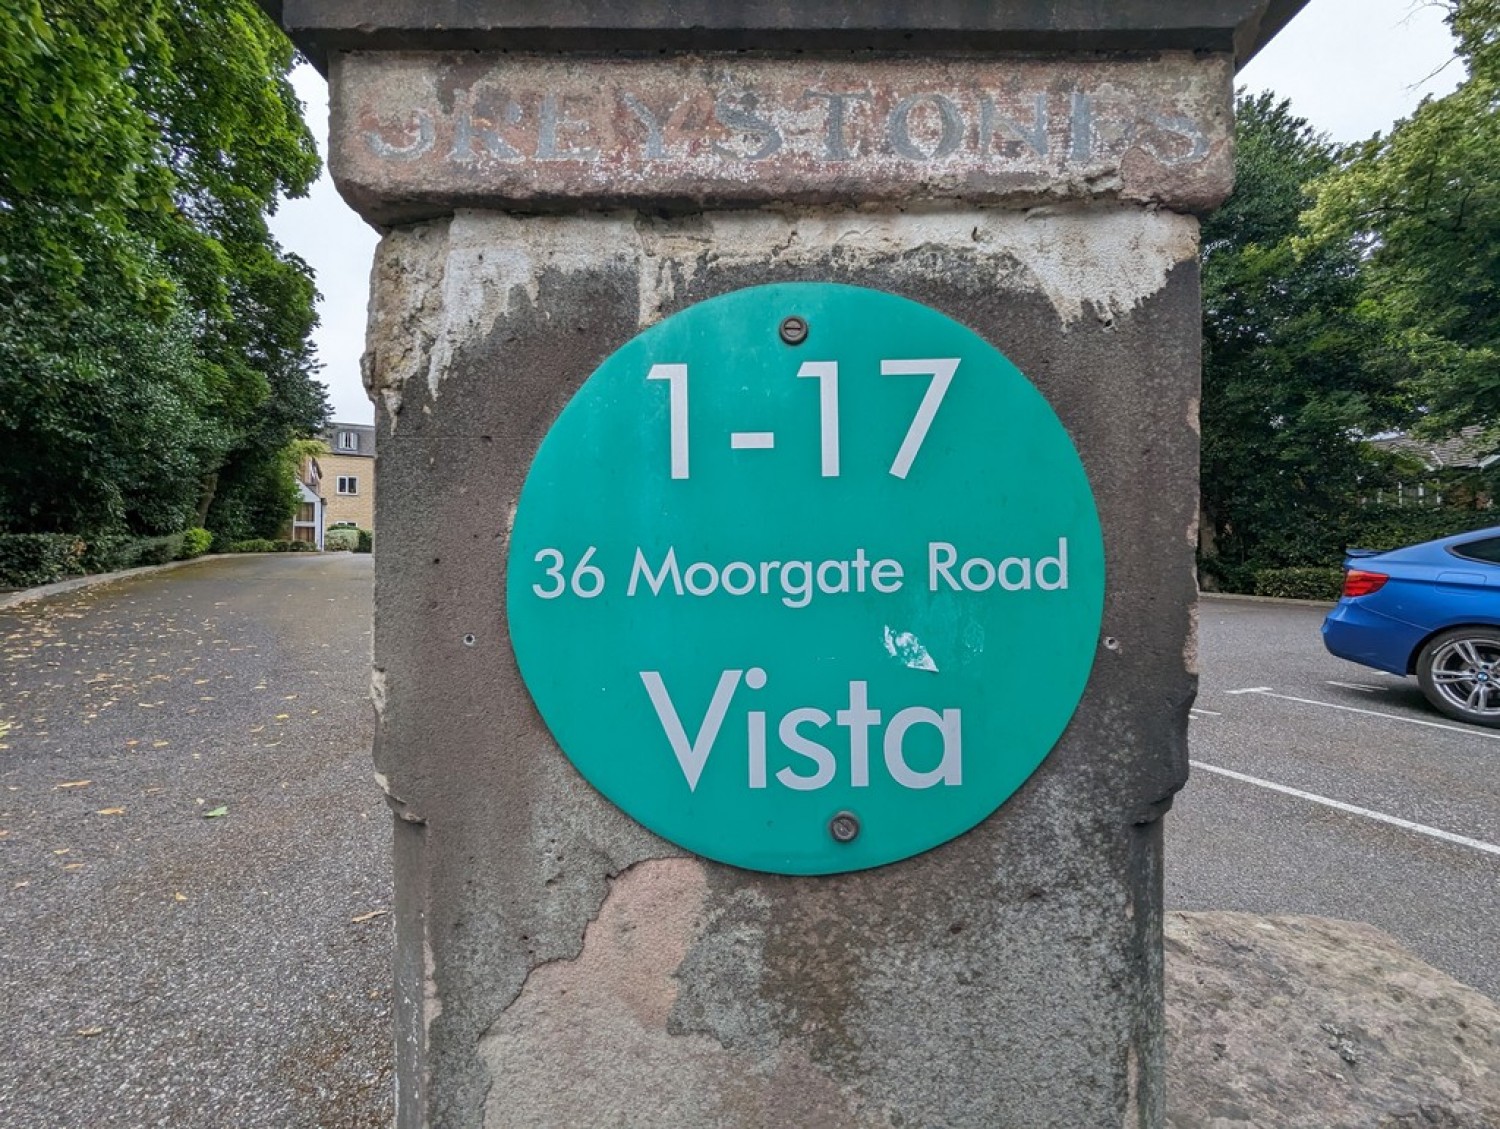 GREYSTONES
1-17
36 Moorgate Road
Vista